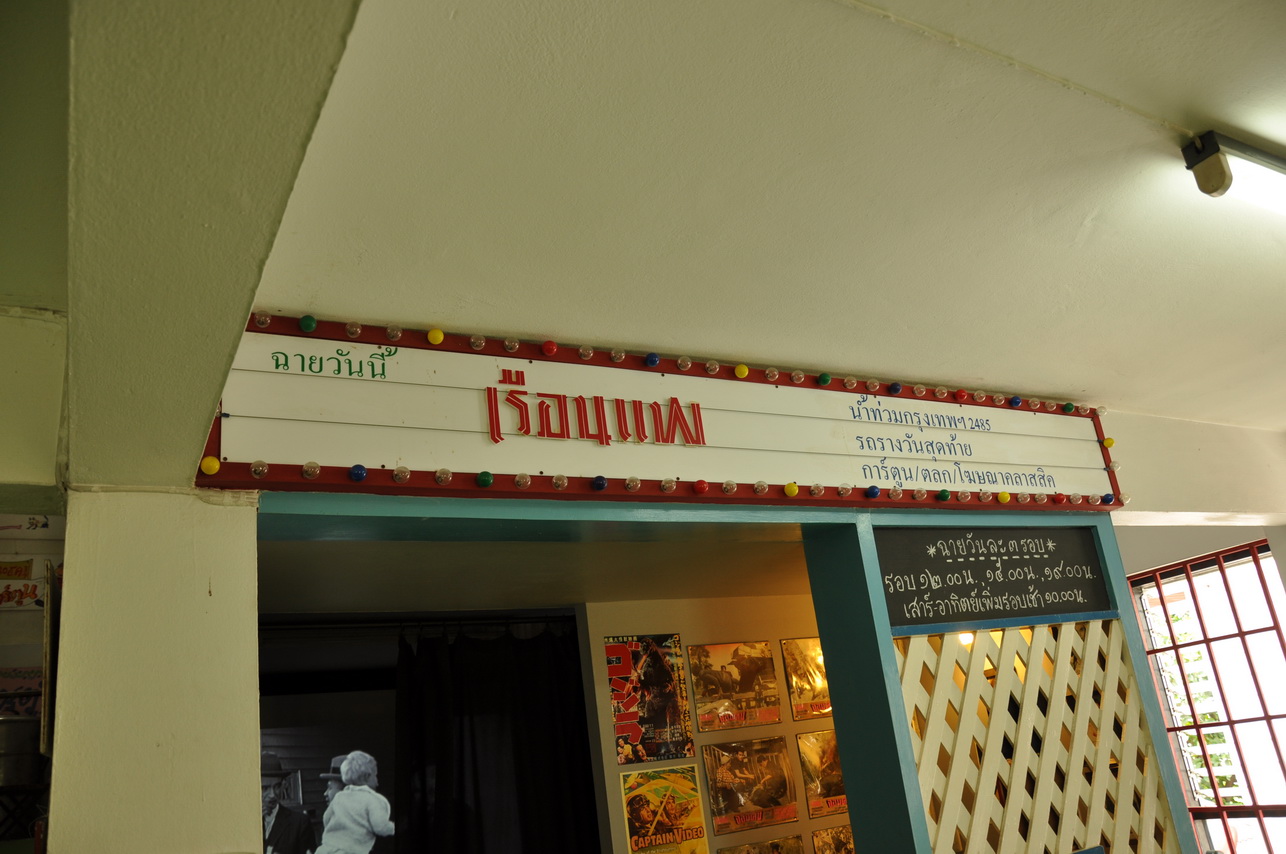 ฉายวันนี้
เรือนแพ
น้ำท่วมกรุงเทพฯ 2485
รถรางวันสุดท้าย
การ์ตูน/ตลก/โฆษณาคลาสสิค
*ฉายวันละ ๓ รอบ*
รอบ ๑๒.๐๐น. ,๑๕.๐๐น. ,๑๙.๐๐น.
เสาร์-อาทิตย์เพิ่มรอบเช้า ๑๐.๐๐น.
ゴジラ
CAPTAIN VIDEO